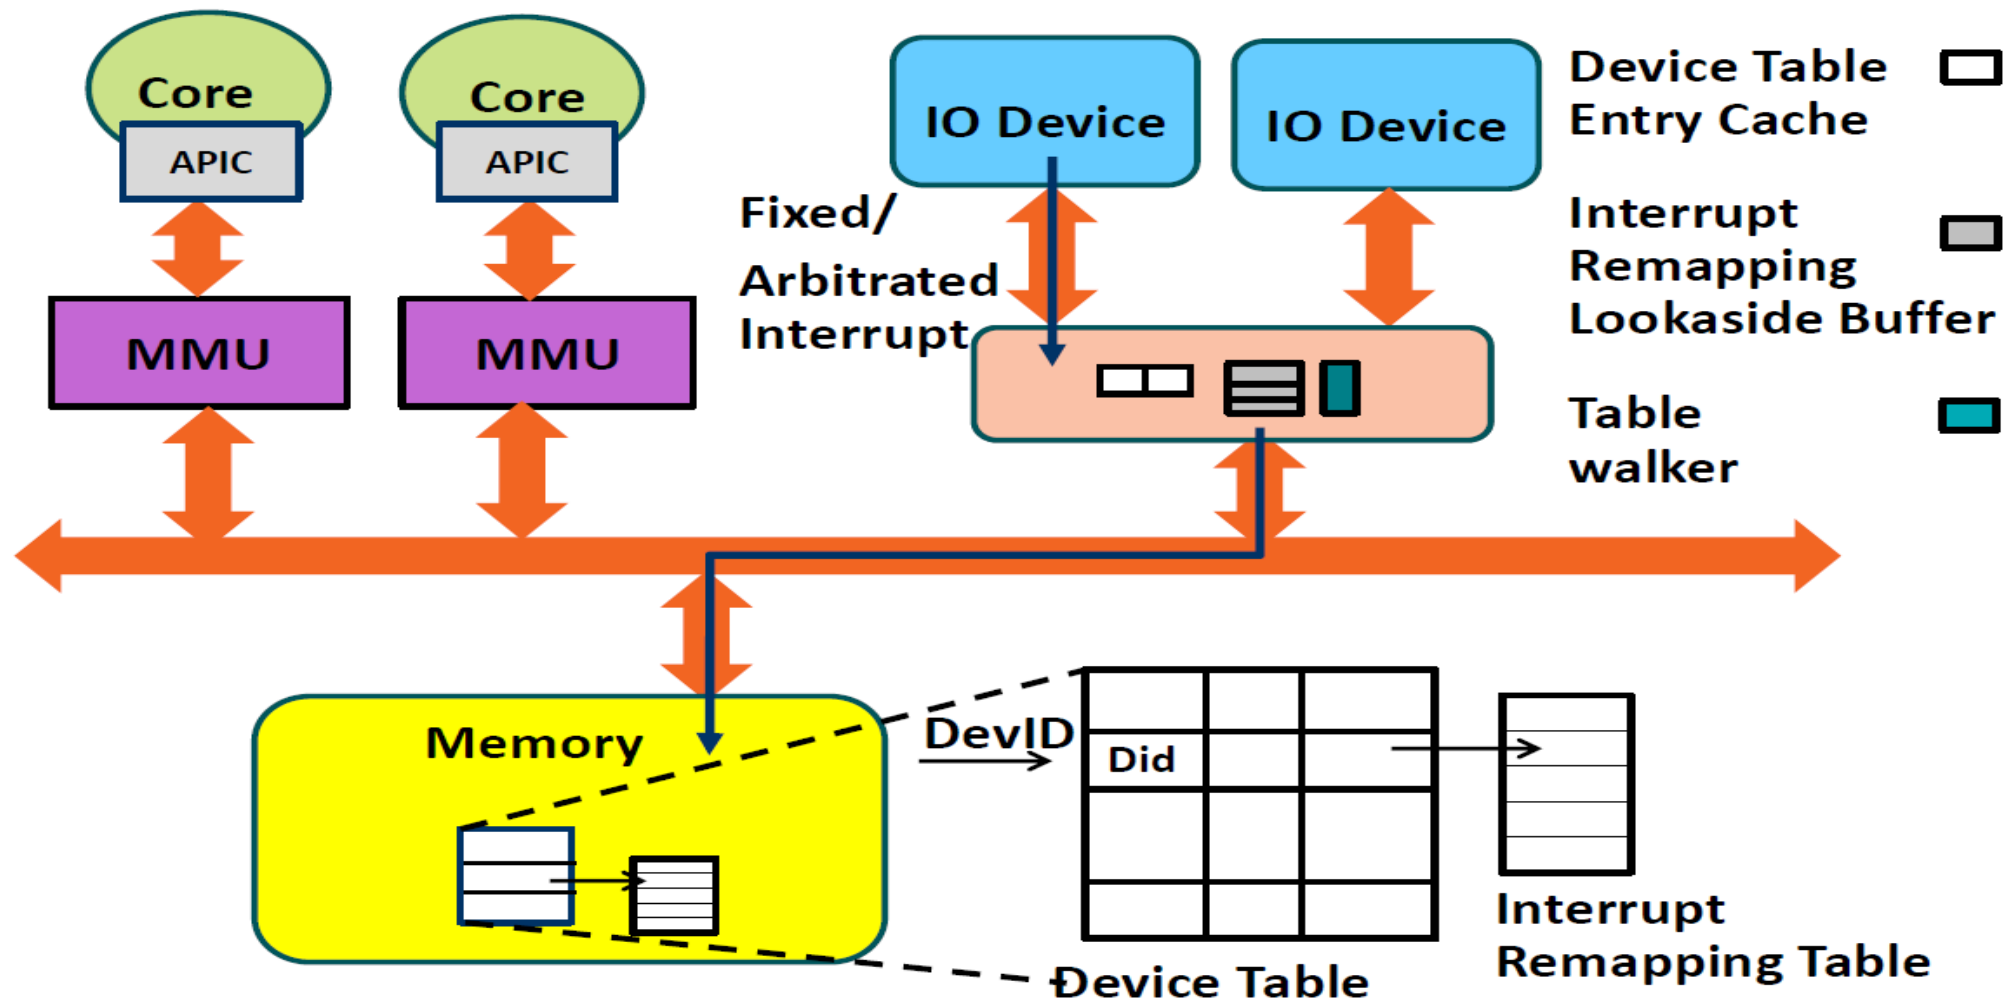 Core
APIC
MMU
Core
APIC
MMU
IO Device
IO Device
Fixed/
Arbitrated
Interrupt
Device Table
Entry Cache
Interrupt
Remapping
Lookaside Buffer
Table
walker
Memory
DevID
Did
Device Table
Interrupt
Remapping Table